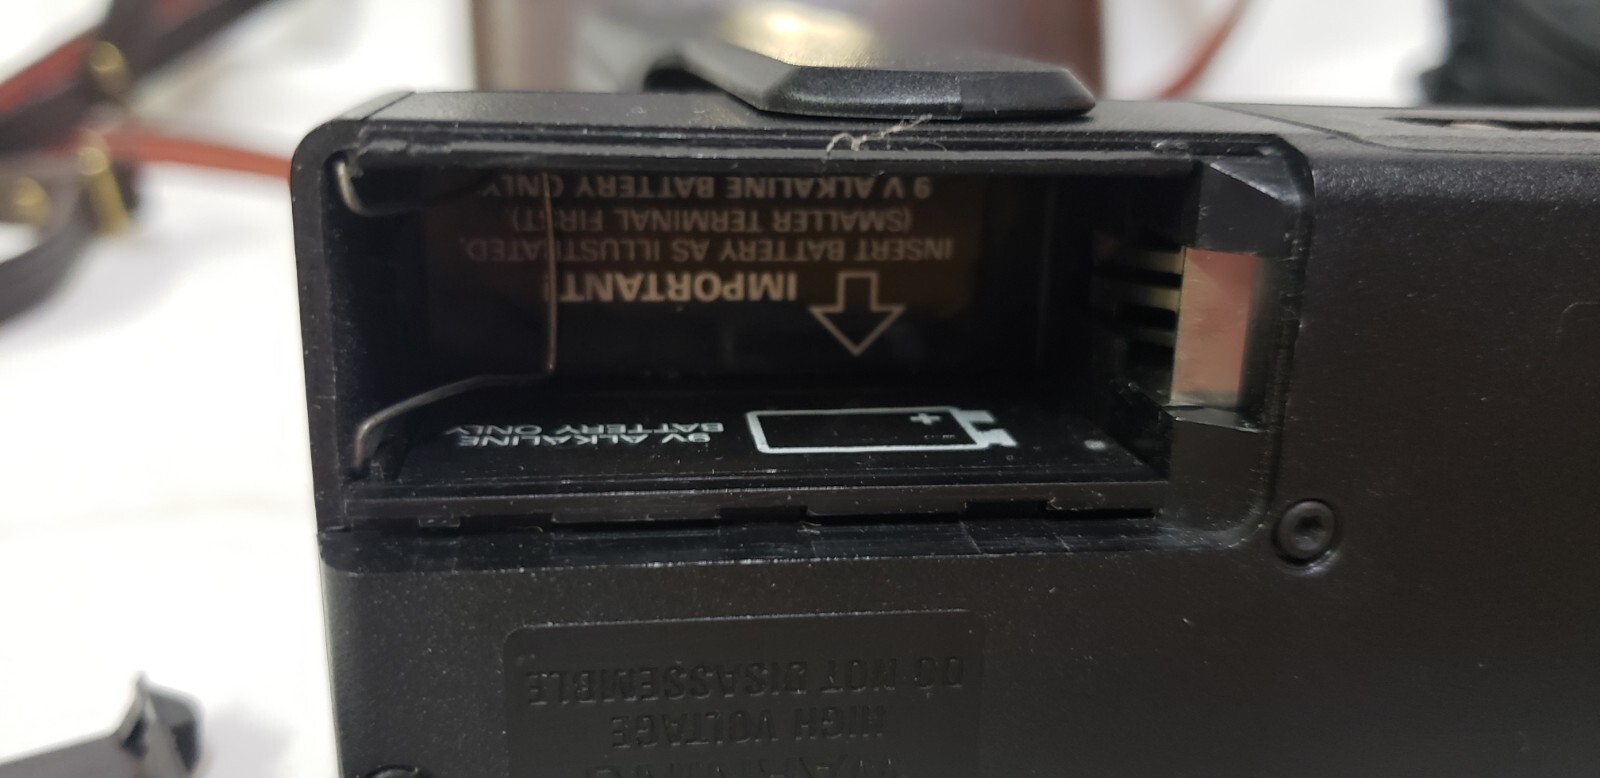 IMPORTANT!
INSERT BATTERY AS ILLUSTRATED.
(SMALLER TERMINAL FIRST)
9 V ALKALINE BATTERY ONLY
9V ALKALINE
BATTERY ONLY
+
WARNING
HIGH VOLTAGE
DO NOT DISASSEMBLE